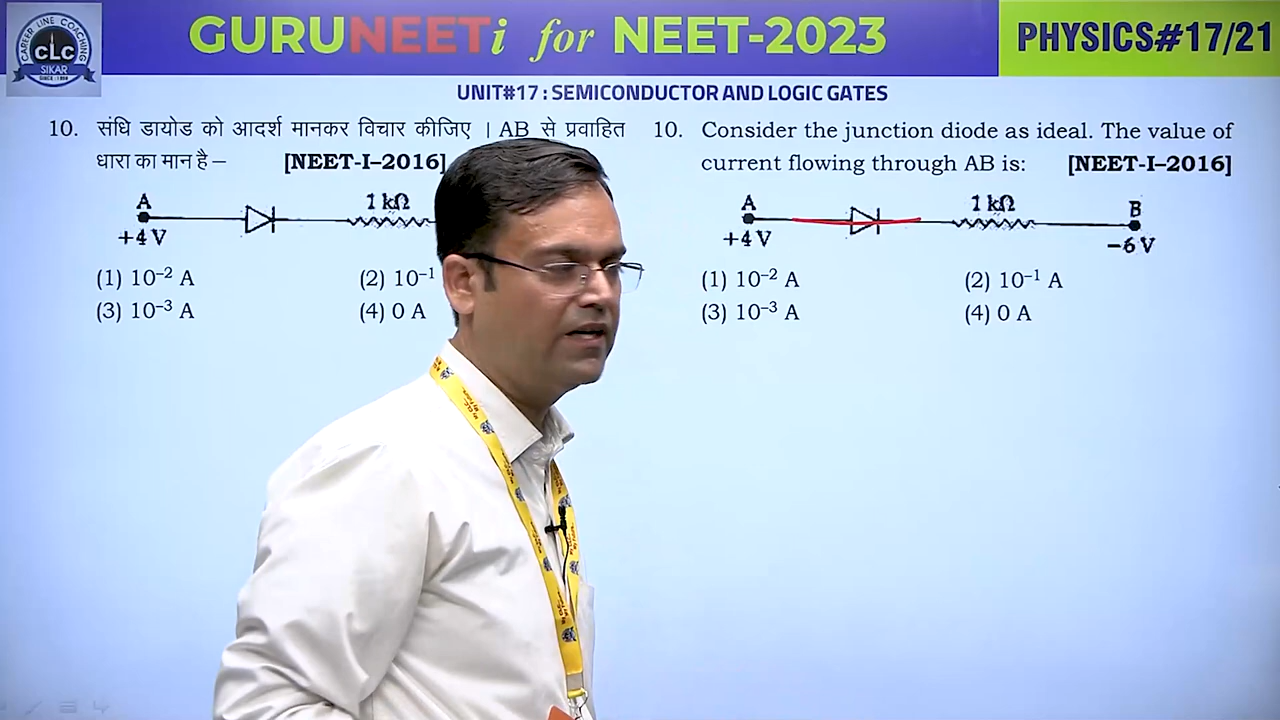 CAREER LINE COACHING
CLC
SIKAR
SINCE : 1996
GURUNEETi for NEET-2023
PHYSICS#17/21
UNIT#17 : SEMICONDUCTOR AND LOGIC GATES
10. संधि डायोड को आदर्श मानकर विचार कीजिए । AB से प्रवाहित
धारा का मान है – [NEET-I–2016]
A
1 kΩ
+4 V
(1) 10⁻² A (2) 10⁻¹
(3) 10⁻³ A (4) 0 A
10. Consider the junction diode as ideal. The value of
current flowing through AB is: [NEET-I–2016]
A
1 kΩ
B
+4 V
–6 V
(1) 10⁻² A (2) 10⁻¹ A
(3) 10⁻³ A (4) 0 A